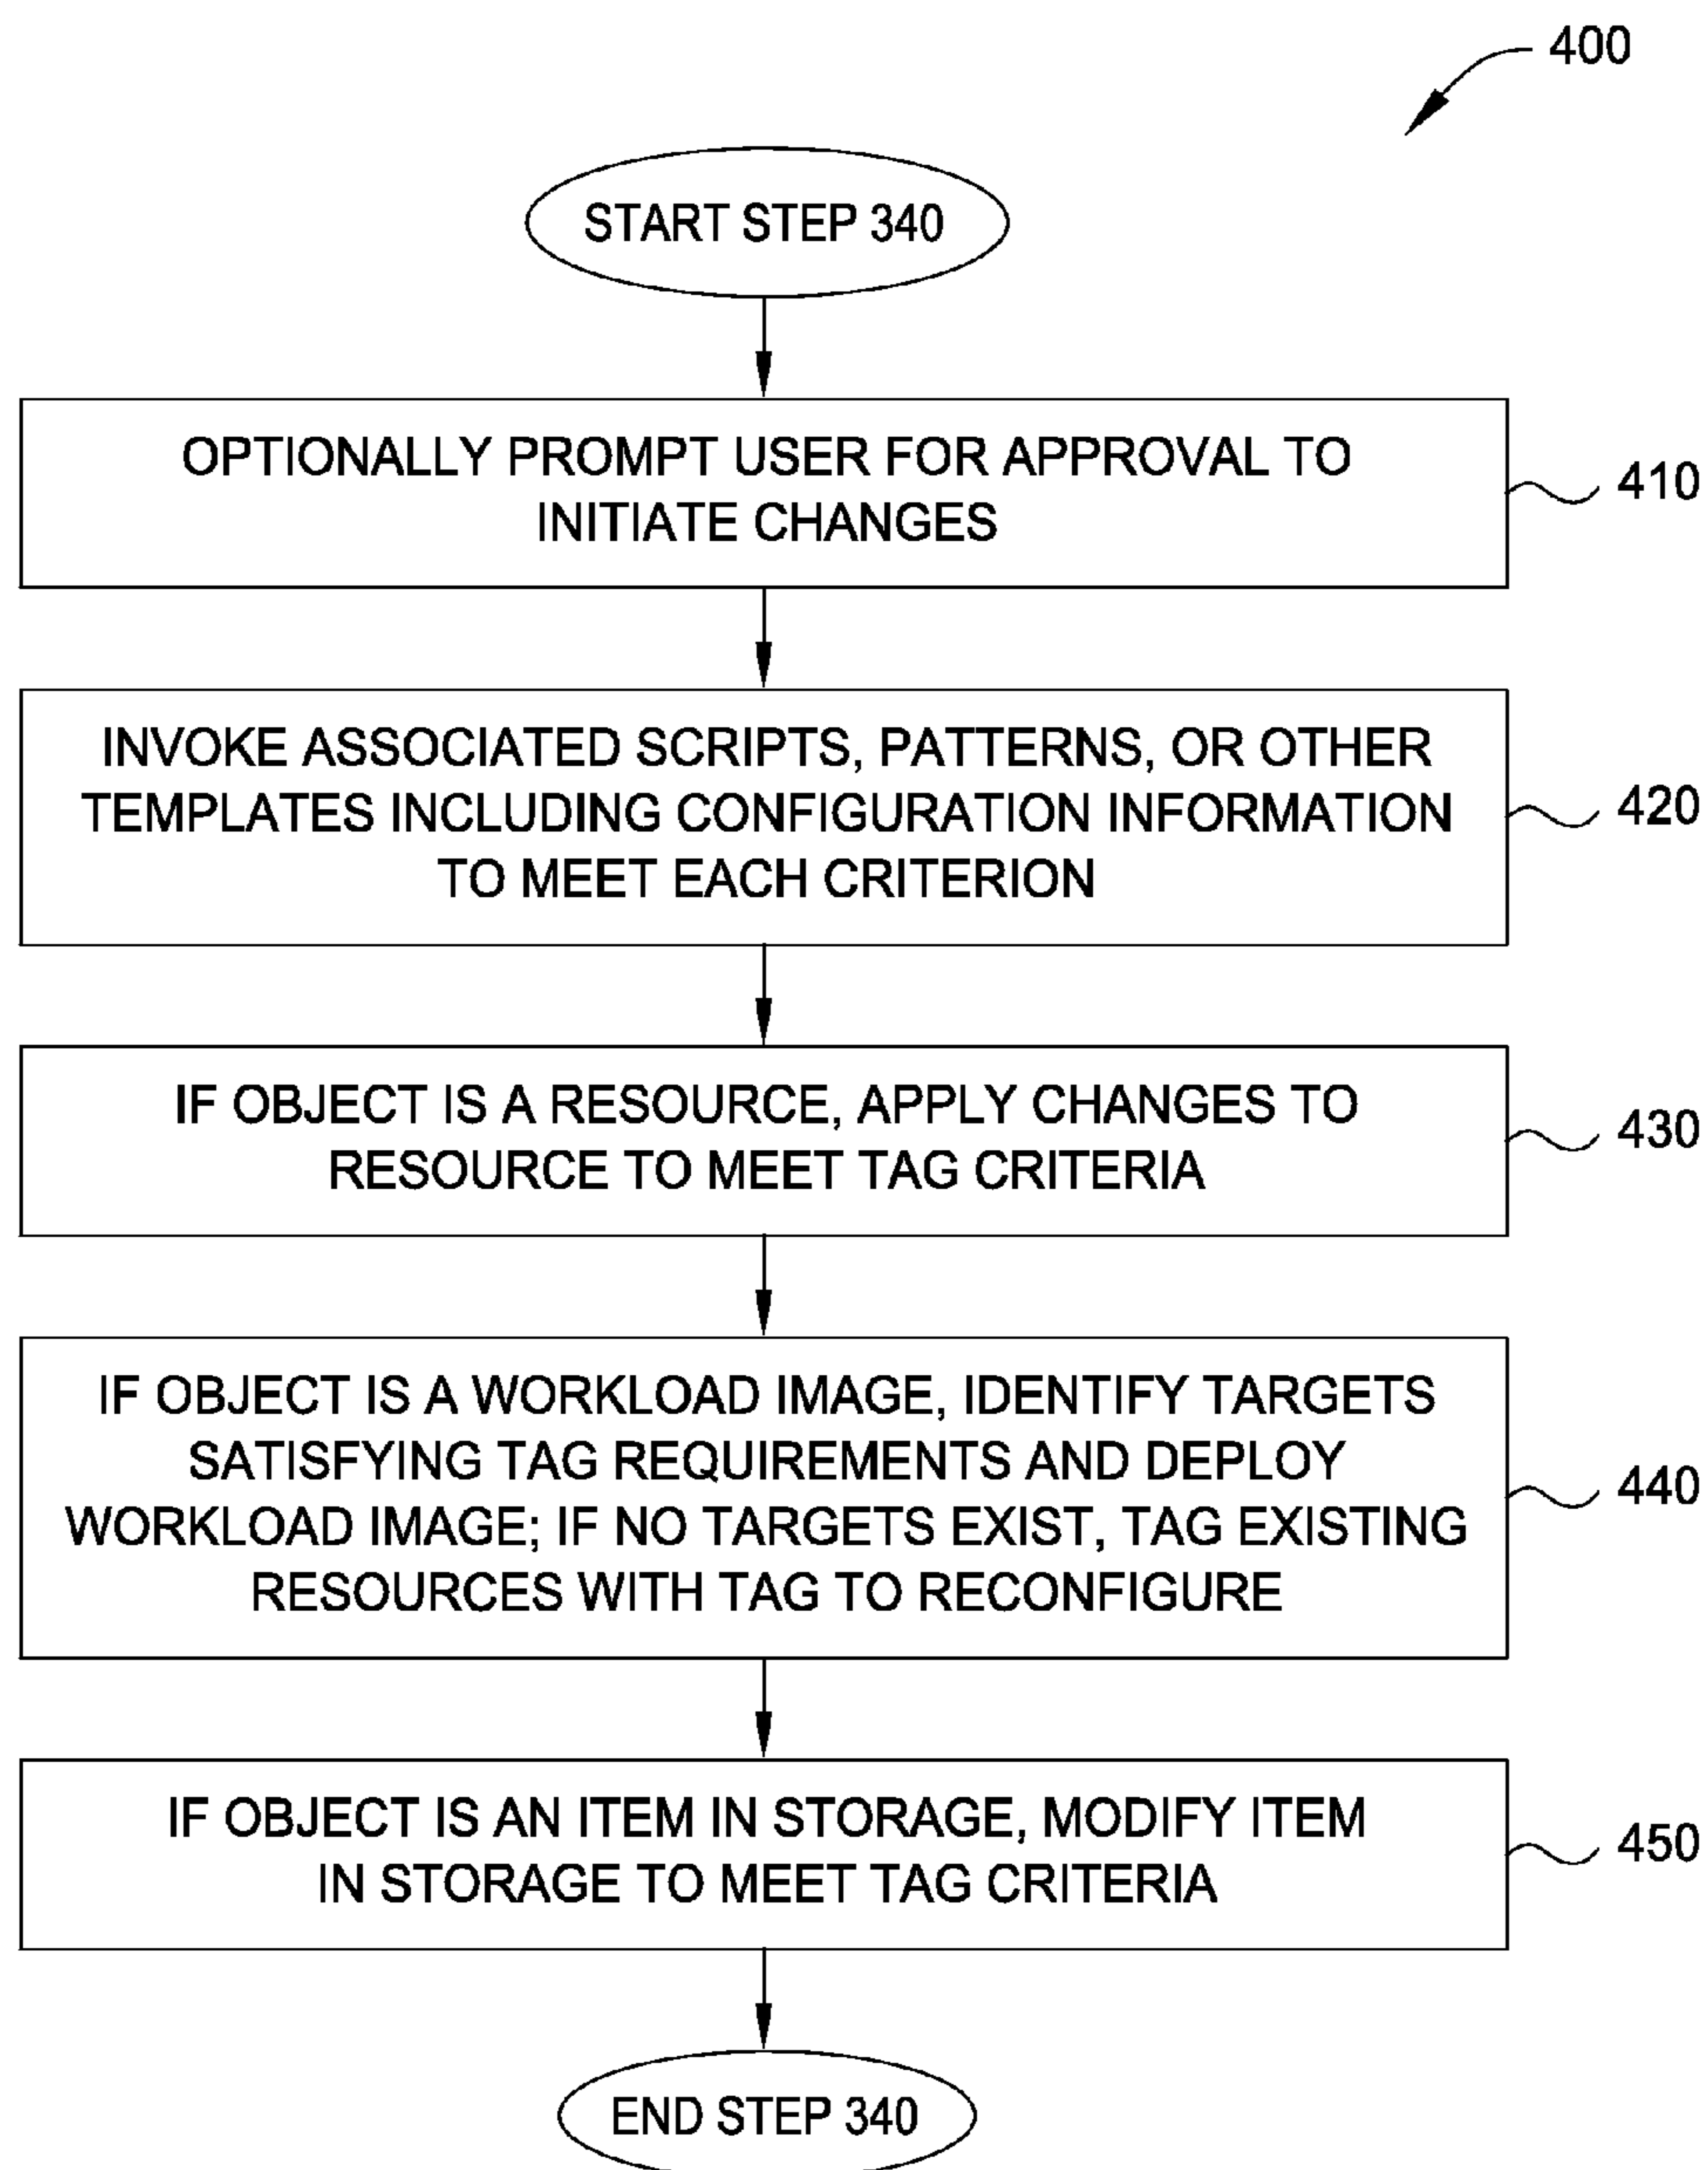 400
START STEP 340
OPTIONALLY PROMPT USER FOR APPROVAL TO
INITIATE CHANGES
410
INVOKE ASSOCIATED SCRIPTS, PATTERNS, OR OTHER
TEMPLATES INCLUDING CONFIGURATION INFORMATION
TO MEET EACH CRITERION
420
IF OBJECT IS A RESOURCE, APPLY CHANGES TO
RESOURCE TO MEET TAG CRITERIA
430
IF OBJECT IS A WORKLOAD IMAGE, IDENTIFY TARGETS
SATISFYING TAG REQUIREMENTS AND DEPLOY
WORKLOAD IMAGE; IF NO TARGETS EXIST, TAG EXISTING
RESOURCES WITH TAG TO RECONFIGURE
440
IF OBJECT IS AN ITEM IN STORAGE, MODIFY ITEM
IN STORAGE TO MEET TAG CRITERIA
450
END STEP 340